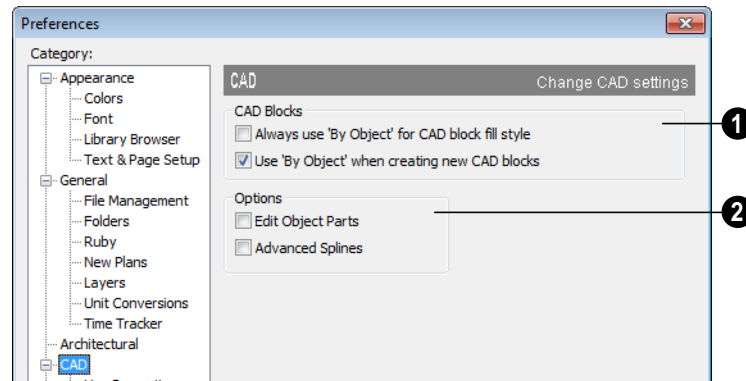 Preferences
Category:
Appearance
Colors
Font
Library Browser
Text & Page Setup
General
File Management
Folders
Ruby
New Plans
Layers
Unit Conversions
Time Tracker
Architectural
CAD
CAD Change CAD settings
CAD Blocks
Always use 'By Object' for CAD block fill style
Use 'By Object' when creating new CAD blocks
1
Options
Edit Object Parts
Advanced Splines
2